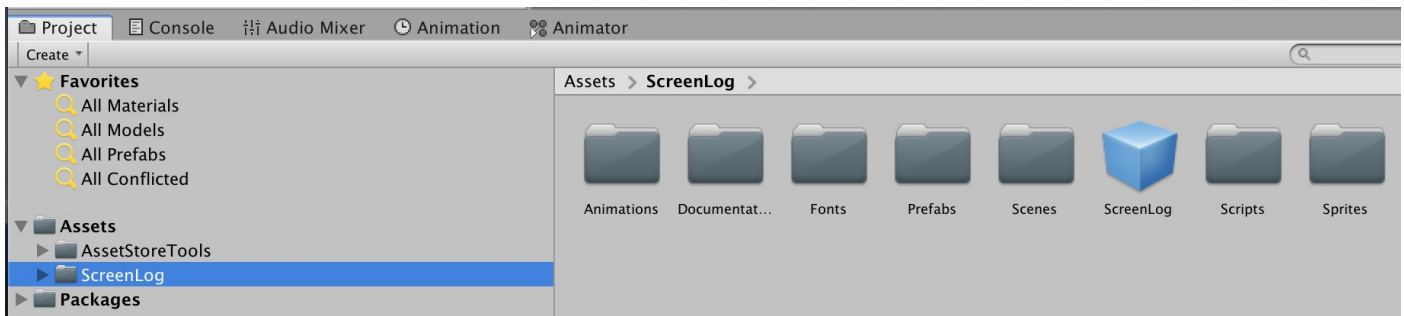 Project Console Audio Mixer Animation Animator
Create
Favorites
All Materials
All Models
All Prefabs
All Conflicted
Assets
AssetStoreTools
ScreenLog
Packages
Assets > ScreenLog >
Animations Documentat... Fonts Prefabs Scenes ScreenLog Scripts Sprites